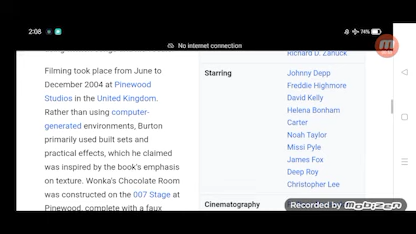 2:08
74%
No internet connection
Richard D. Zanuck
Filming took place from June to
December 2004 at Pinewood
Studios in the United Kingdom.
Rather than using computer-
generated environments, Burton
primarily used built sets and
practical effects, which he claimed
was inspired by the book's emphasis
on texture. Wonka's Chocolate Room
was constructed on the 007 Stage at
Pinewood, complete with a faux
Starring
Johnny Depp
Freddie Highmore
David Kelly
Helena Bonham
Carter
Noah Taylor
Missi Pyle
James Fox
Deep Roy
Christopher Lee
Cinematography
Recorded by Mobizen